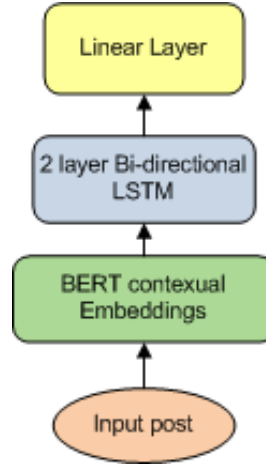 Linear Layer
2 layer Bi-directional
LSTM
BERT contexual
Embeddings
Input post